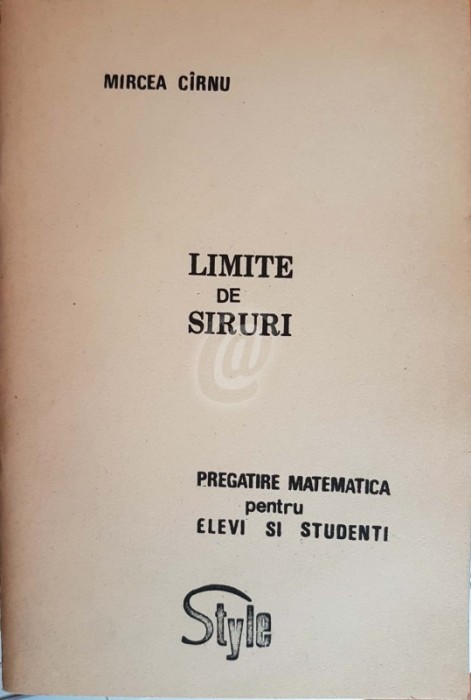 MIRCEA CÎRNU
LIMITE
DE
SIRURI
PREGATIRE MATEMATICA
pentru
ELEVI SI STUDENTI
Style